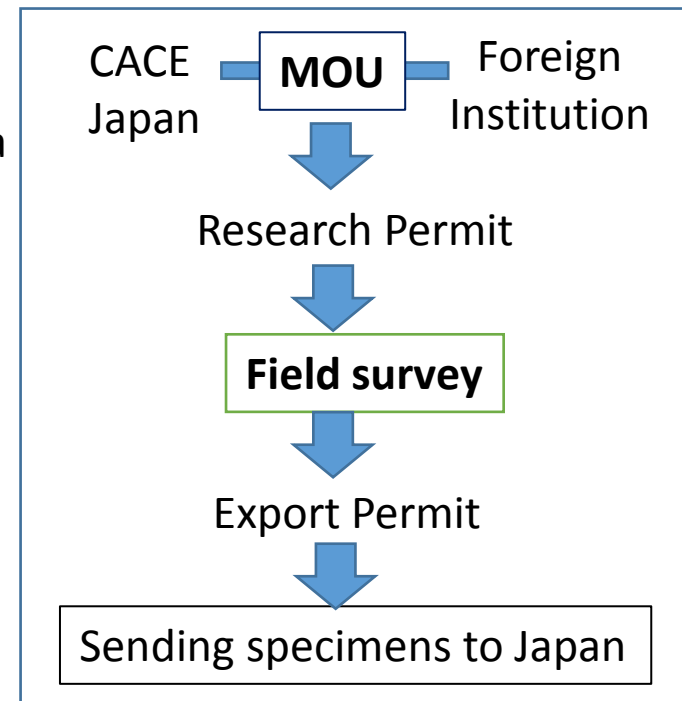 CACE
Japan
MOU
Foreign
Institution
Research Permit
Field survey
Export Permit
Sending specimens to Japan